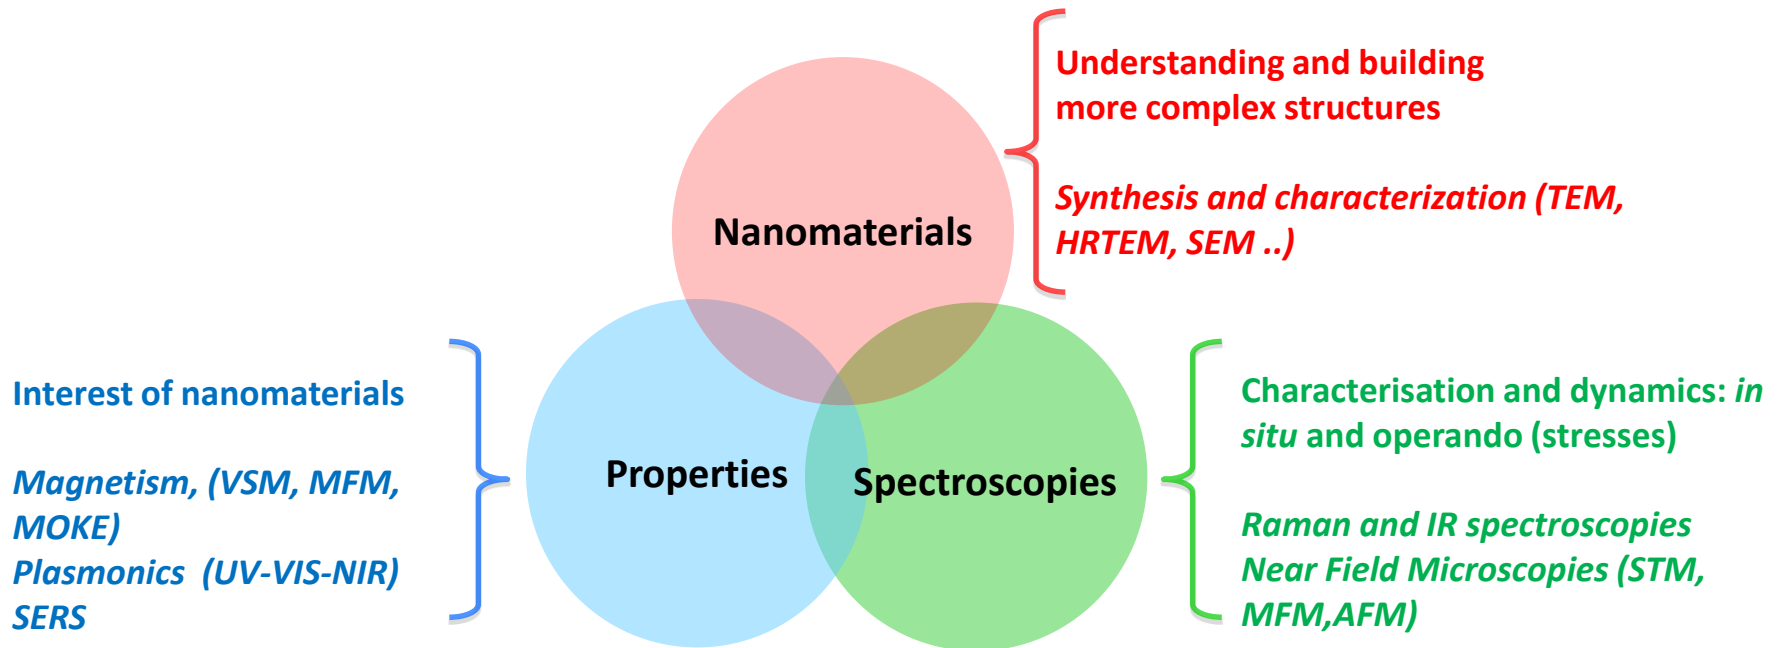 Understanding and building
more complex structures
Synthesis and characterization (TEM,
HRTEM, SEM ..)
Nanomaterials
Interest of nanomaterials
Magnetism, (VSM, MFM,
MOKE)
Plasmonics  (UV-VIS-NIR)
SERS
Properties
Spectroscopies
Characterisation and dynamics: in
situ and operando (stresses)
Raman and IR spectroscopies
Near Field Microscopies (STM,
MFM,AFM)